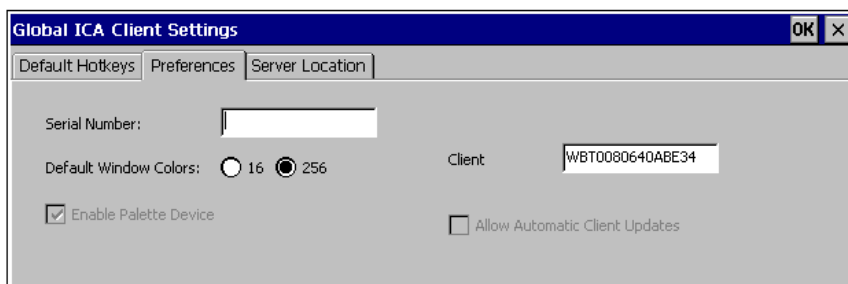 Global ICA Client Settings OK ×
Default Hotkeys Preferences Server Location
Serial Number:
Default Window Colors: 16 256
Client WBT0080640ABE34
Enable Palette Device
Allow Automatic Client Updates